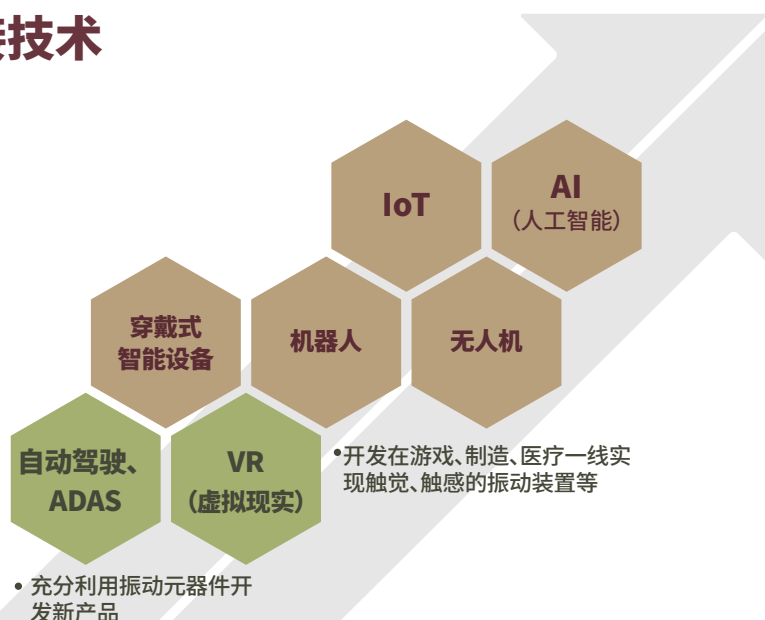 技术
IoT
AI
（人工智能）
穿戴式
智能设备
机器人
无人机
自动驾驶、
ADAS
VR
（虚拟现实）
•开发在游戏、制造、医疗一线实
现触觉、触感的振动装置等
• 充分利用振动元器件开
发新产品